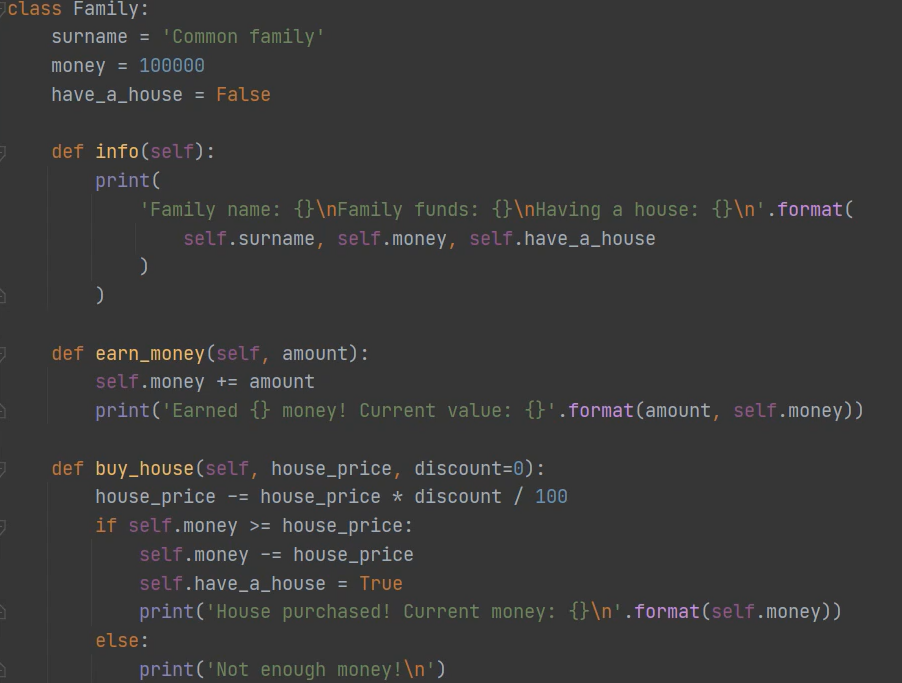 class Family:
    surname = 'Common family'
    money = 100000
    have_a_house = False

    def info(self):
        print(
            'Family name: {}\nFamily funds: {}\nHaving a house: {}\n'.format(
                self.surname, self.money, self.have_a_house
            )
        )

    def earn_money(self, amount):
        self.money += amount
        print('Earned {} money! Current value: {}'.format(amount, self.money))

    def buy_house(self, house_price, discount=0):
        house_price -= house_price * discount / 100
        if self.money >= house_price:
            self.money -= house_price
            self.have_a_house = True
            print('House purchased! Current money: {}\n'.format(self.money))
        else:
            print('Not enough money!\n')